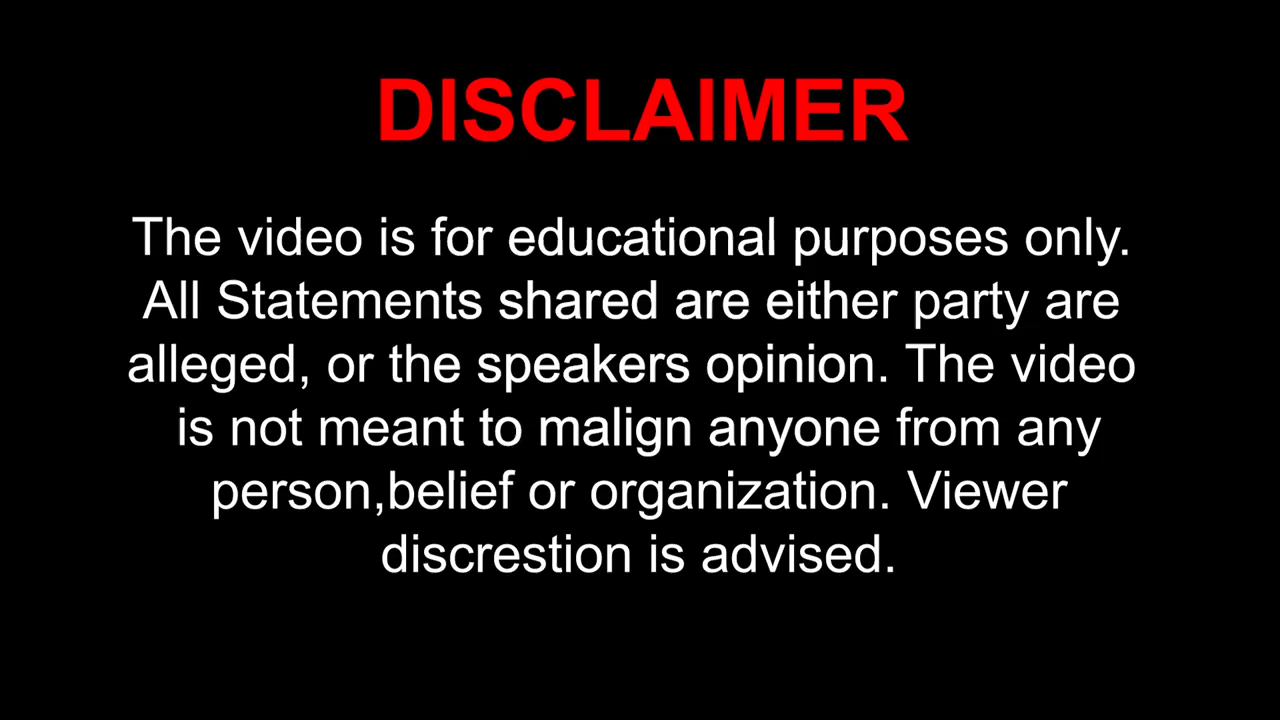 DISCLAIMER
The video is for educational purposes only.
All Statements shared are either party are
alleged, or the speakers opinion. The video
is not meant to malign anyone from any
person,belief or organization. Viewer
discrestion is advised.